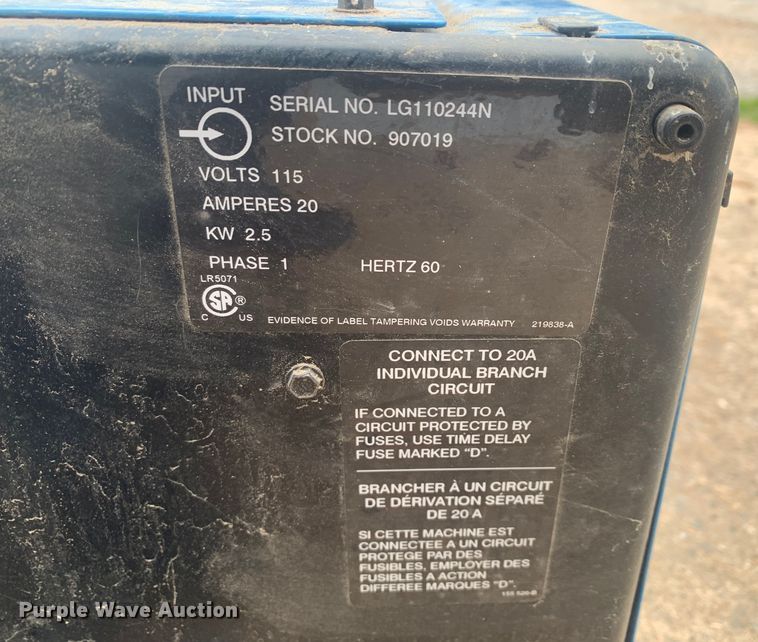 INPUT
SERIAL NO. LG110244N
STOCK NO. 907019
VOLTS 115
AMPERES 20
KW 2.5
PHASE 1 HERTZ 60
LR5071
SP ®
C US
EVIDENCE OF LABEL TAMPERING VOIDS WARRANTY 219838-A
CONNECT TO 20A
INDIVIDUAL BRANCH
CIRCUIT
IF CONNECTED TO A
CIRCUIT PROTECTED BY
FUSES, USE TIME DELAY
FUSE MARKED "D".
BRANCHER À UN CIRCUIT
DE DÉRIVATION SÉPARÉ
DE 20 A
SI CETTE MACHINE EST
CONNECTEE A UN CIRCUIT
PROTEGE PAR DES
FUSIBLES, EMPLOYER DES
FUSIBLES A ACTION
DIFFEREE MARQUES "D".
155 520-B
Purple Wave Auction